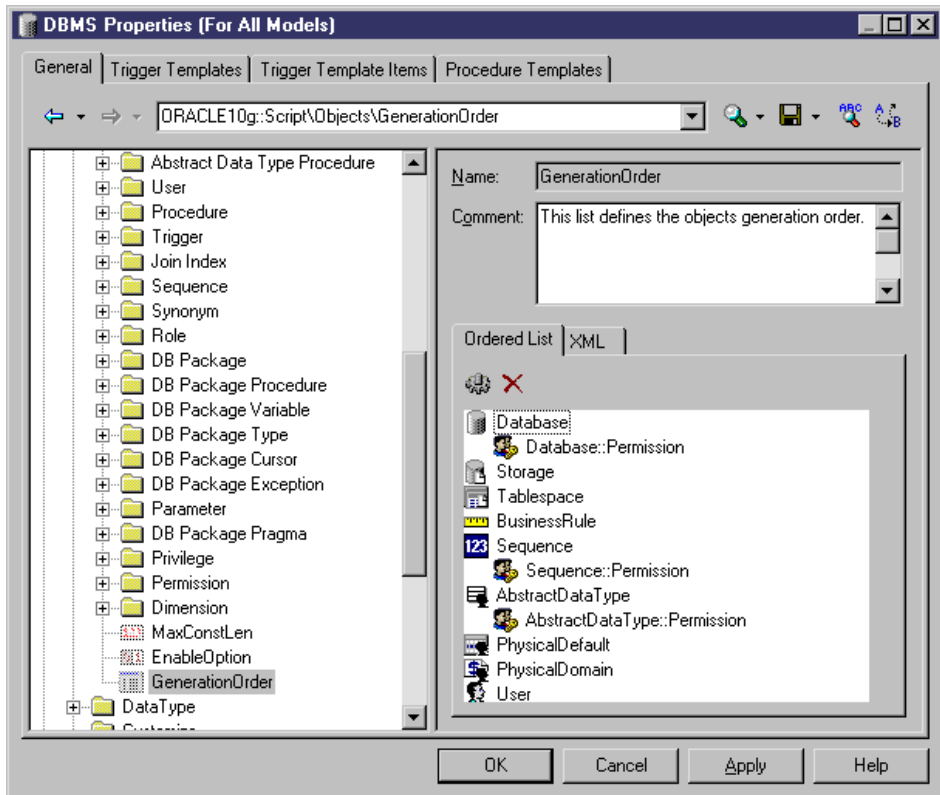 DBMS Properties (For All Models)
General Trigger Templates Trigger Template Items Procedure Templates
ORACLE10g::Script\Objects\GenerationOrder
ABC A B
Abstract Data Type Procedure
User
Procedure
Trigger
Join Index
Sequence
Synonym
Role
DB Package
DB Package Procedure
DB Package Variable
DB Package Type
DB Package Cursor
DB Package Exception
Parameter
DB Package Pragma
Privilege
Permission
Dimension
MaxConstLen
EnableOption
GenerationOrder
DataType
Name: GenerationOrder
Comment: This list defines the objects generation order.
Ordered List XML
Database
Database::Permission
Storage
Tablespace
BusinessRule
123 Sequence
Sequence::Permission
AbstractDataType
AbstractDataType::Permission
PhysicalDefault
PhysicalDomain
User
OK Cancel Apply Help